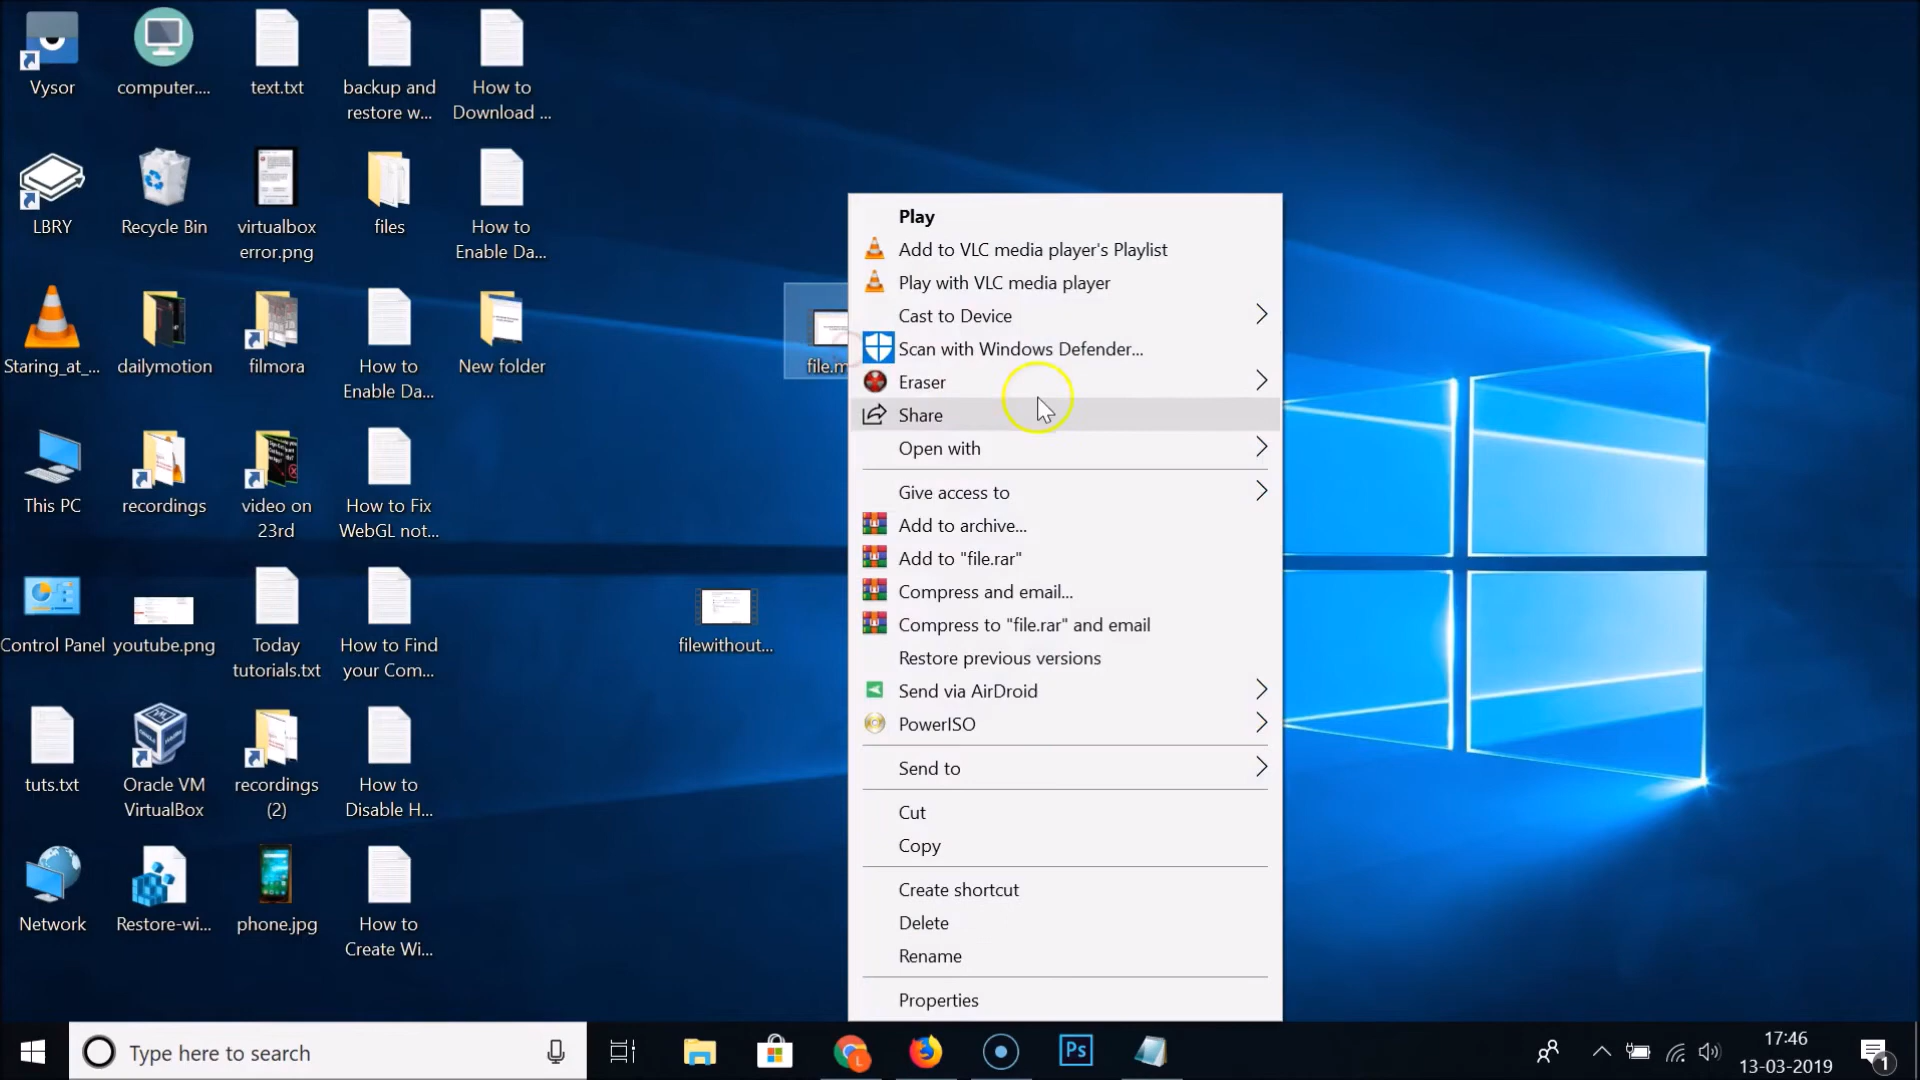 Vysor
computer....
text.txt
backup and
restore w...
How to
Download ...
LBRY
Recycle Bin
virtualbox
error.png
files
How to
Enable Da...
Staring_at_...
dailymotion
filmora
How to
Enable Da...
New folder
This PC
recordings
video on
23rd
How to Fix
WebGL not...
Control Panel
youtube.png
Today
tutorials.txt
How to Find
your Com...
tuts.txt
Oracle VM
VirtualBox
recordings
(2)
How to
Disable H...
Network
Restore-wi...
phone.jpg
How to
Create Wi...
file.m
filewithout...
Play
Add to VLC media player's Playlist
Play with VLC media player
Cast to Device
Scan with Windows Defender...
Eraser
Share
Open with
Give access to
Add to archive...
Add to "file.rar"
Compress and email...
Compress to "file.rar" and email
Restore previous versions
Send via AirDroid
PowerISO
Send to
Cut
Copy
Create shortcut
Delete
Rename
Properties
Type here to search
L
Ps
17:46
13-03-2019
1